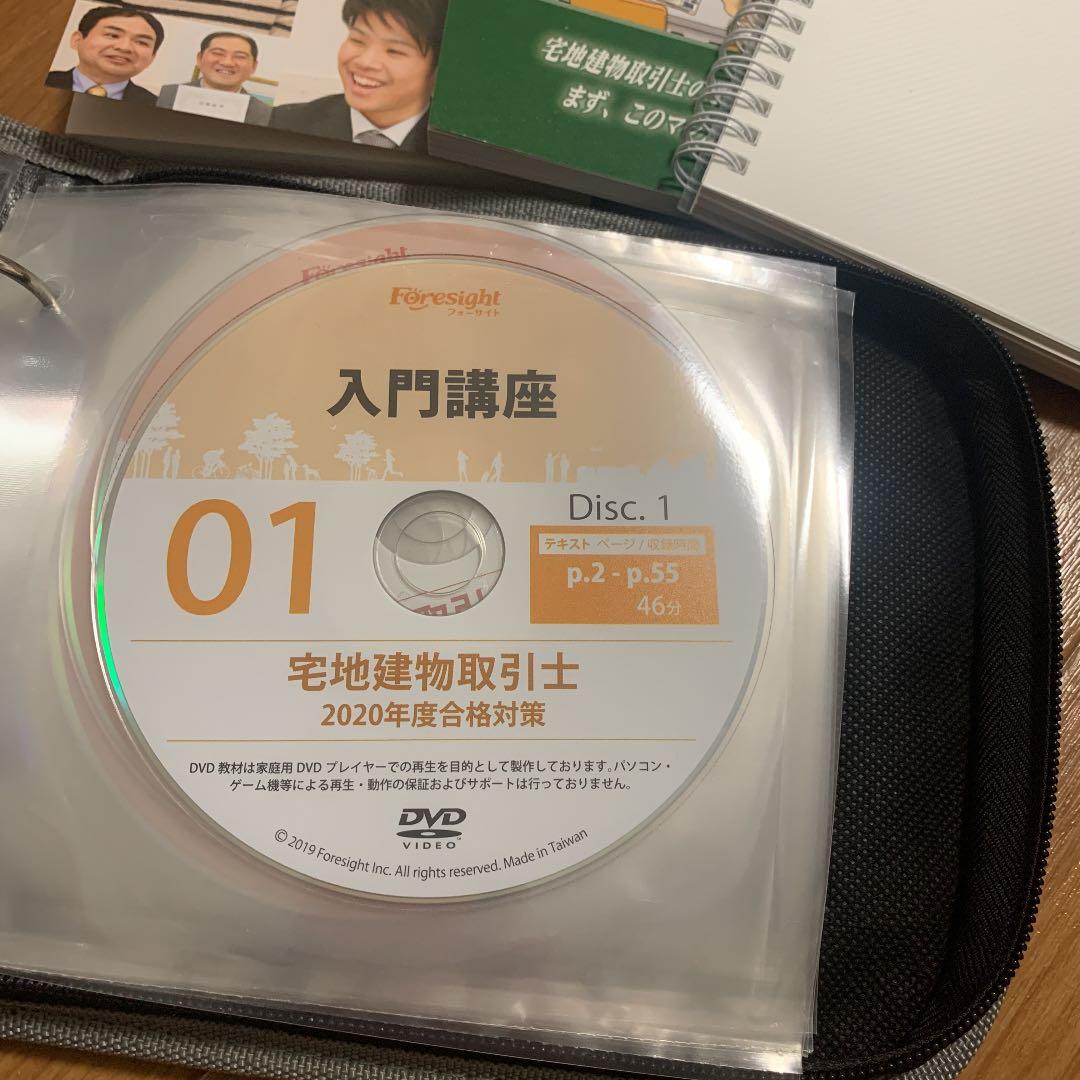 宅地建物取引士の
まず、このマ
Foresight
Foresight
フォーサイト
入門講座
01
Disc. 1
テキスト ページ / 収録時間
p.2 - p.55
46分
宅地建物取引士
2020年度合格対策
DVD 教材は家庭用 DVD プレイヤーでの再生を目的として製作しております。パソコン・
ゲーム機等による再生・動作の保証およびサポートは行っておりません。
DVD
VIDEO™
© 2019 Foresight Inc. All rights reserved. Made in Taiwan